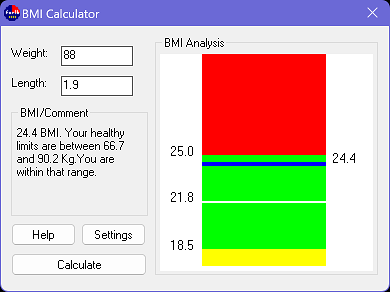 BMI Calculator
Weight: 88
Length: 1.9
BMI/Comment
24.4 BMI. Your healthy
limits are between 66.7
and 90.2 Kg.You are
within that range.
Help Settings
Calculate
BMI Analysis
25.0
24.4
21.8
18.5